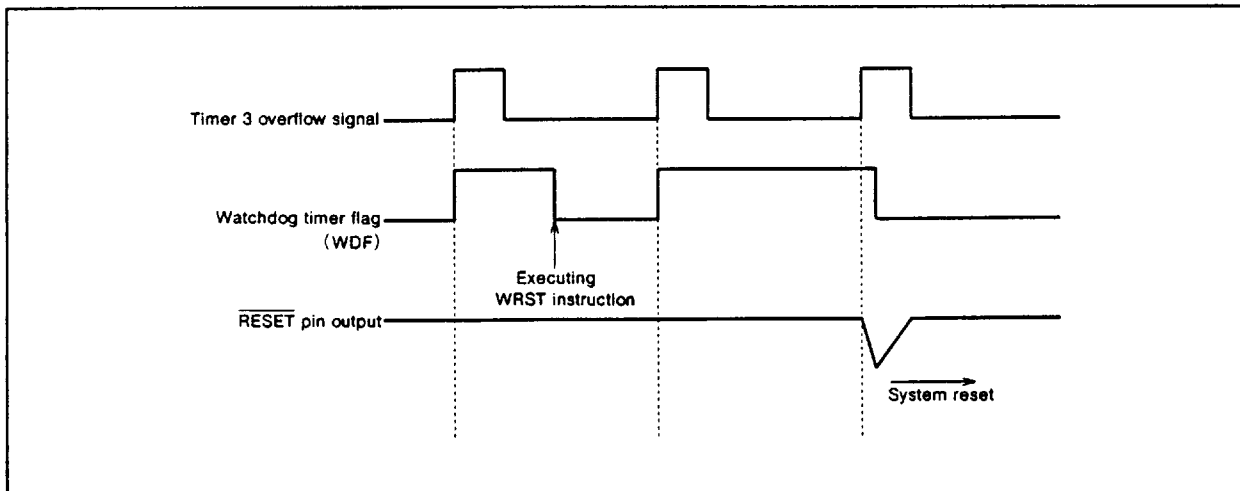 Timer 3 overflow signal
Watchdog timer flag
(WDF)
Executing
WRST instruction
RESET pin output
System reset